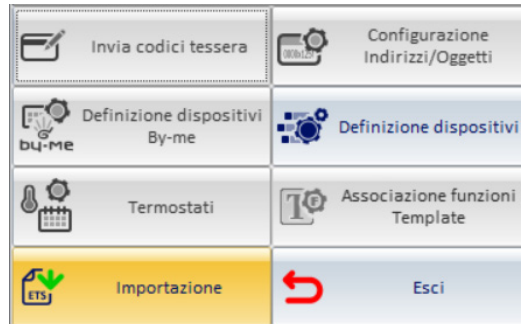 Invia codici tessera
Configurazione
Indirizzi/Oggetti
Definizione dispositivi
By-me
by-me
Definizione dispositivi
Termostati
Associazione funzioni
Template
ETS
Importazione
Esci